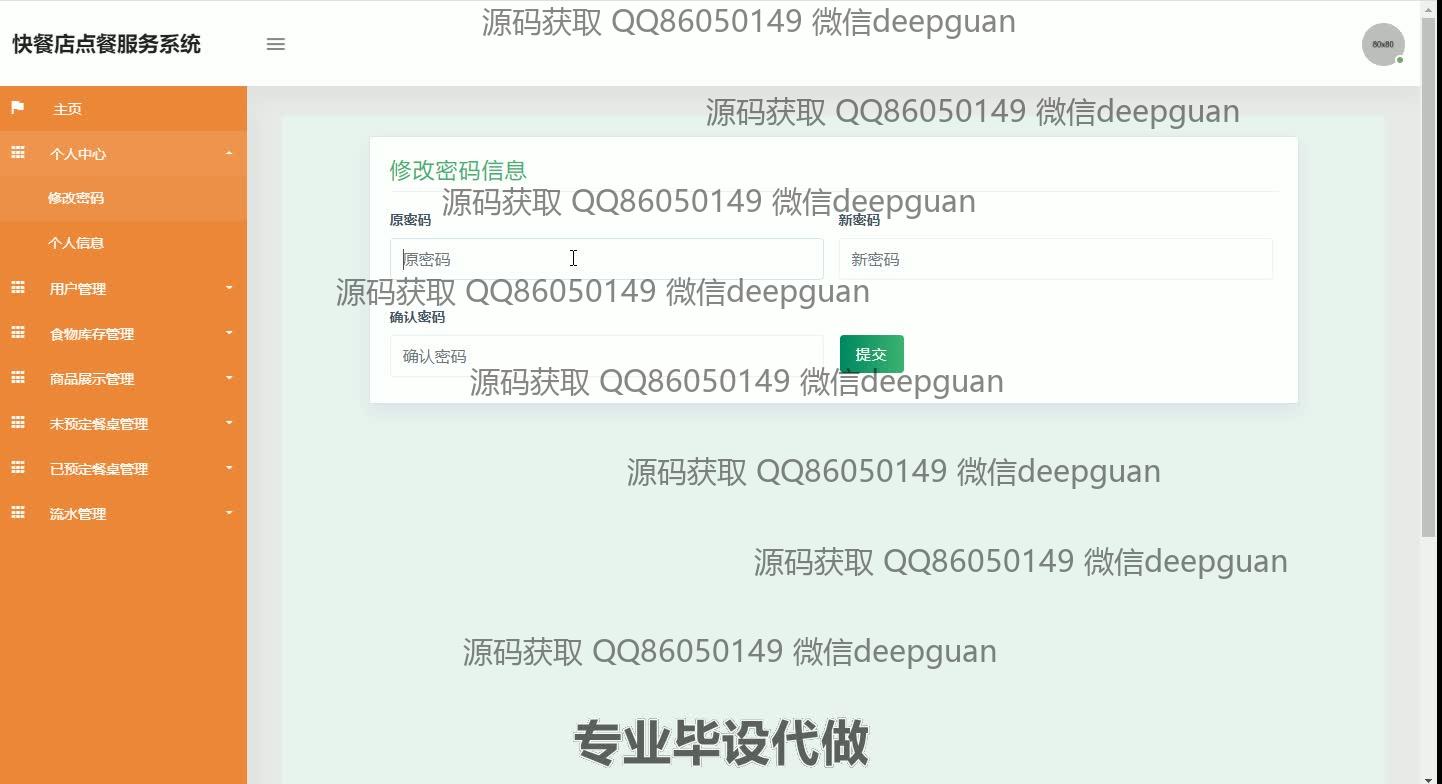 源码获取 QQ86050149 微信deepguan
快餐店点餐服务系统
80x80
主页
源码获取 QQ86050149 微信deepguan
个人中心
修改密码信息
修改密码
源码获取 QQ86050149 微信deepguan
原密码
新密码
个人信息
原密码
新密码
用户管理
源码获取 QQ86050149 微信deepguan
确认密码
食物库存管理
确认密码
提交
商品展示管理
源码获取 QQ86050149 微信deepguan
未预定餐桌管理
已预定餐桌管理
源码获取 QQ86050149 微信deepguan
流水管理
源码获取 QQ86050149 微信deepguan
源码获取 QQ86050149 微信deepguan
专业毕设代做